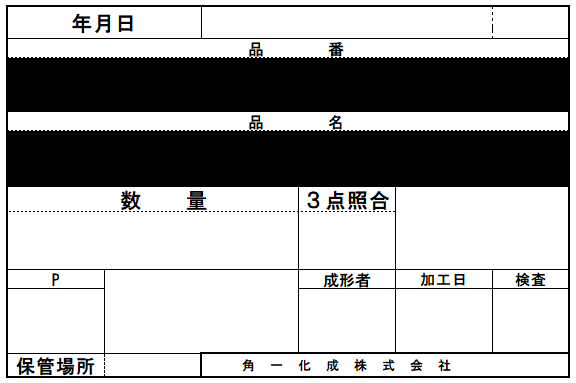 年月日
品 番
品 名
数 量 3点照合
P 成形者 加工日 検査
保管場所 角一化成株式会社